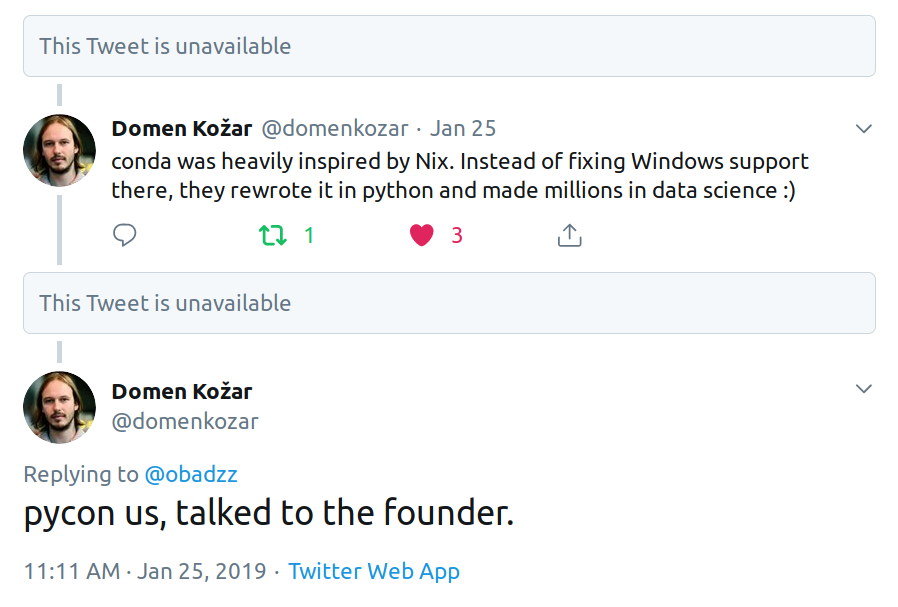 This Tweet is unavailable
Domen Kožar @domenkozar · Jan 25
conda was heavily inspired by Nix. Instead of fixing Windows support
there, they rewrote it in python and made millions in data science :)
1 3
This Tweet is unavailable
Domen Kožar
@domenkozar
Replying to @obadzz
pycon us, talked to the founder.
11:11 AM · Jan 25, 2019 · Twitter Web App